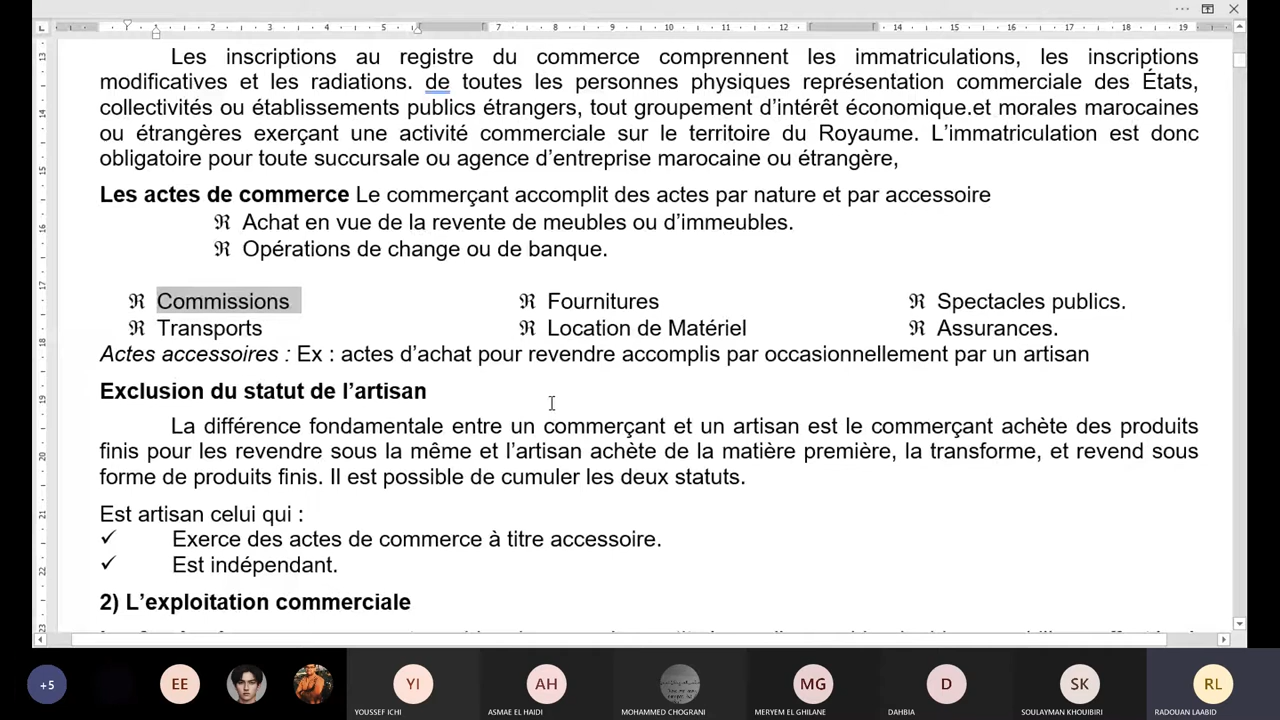 Les inscriptions au registre du commerce comprennent les immatriculations, les inscriptions
modificatives et les radiations. de toutes les personnes physiques représentation commerciale des États,
collectivités ou établissements publics étrangers, tout groupement d’intérêt économique.et morales marocaines
ou étrangères exerçant une activité commerciale sur le territoire du Royaume. L’immatriculation est donc
obligatoire pour toute succursale ou agence d’entreprise marocaine ou étrangère,
Les actes de commerce Le commerçant accomplit des actes par nature et par accessoire
ℜ Achat en vue de la revente de meubles ou d’immeubles.
ℜ Opérations de change ou de banque.
ℜ Commissions ℜ Fournitures ℜ Spectacles publics.
ℜ Transports ℜ Location de Matériel ℜ Assurances.
Actes accessoires : Ex : actes d’achat pour revendre accomplis par occasionnellement par un artisan
Exclusion du statut de l’artisan
La différence fondamentale entre un commerçant et un artisan est le commerçant achète des produits
finis pour les revendre sous la même et l’artisan achète de la matière première, la transforme, et revend sous
forme de produits finis. Il est possible de cumuler les deux statuts.
Est artisan celui qui :
✓ Exerce des actes de commerce à titre accessoire.
✓ Est indépendant.
2) L’exploitation commerciale
+5 EE YI AH MG D SK RL
YOUSSEF ICHI ASMAE EL HAIDI MOHAMMED CHOGRANI MERYEM EL GHILANE DAHBIA SOULAYMAN KHOUIBIRI RADOUAN LAABID